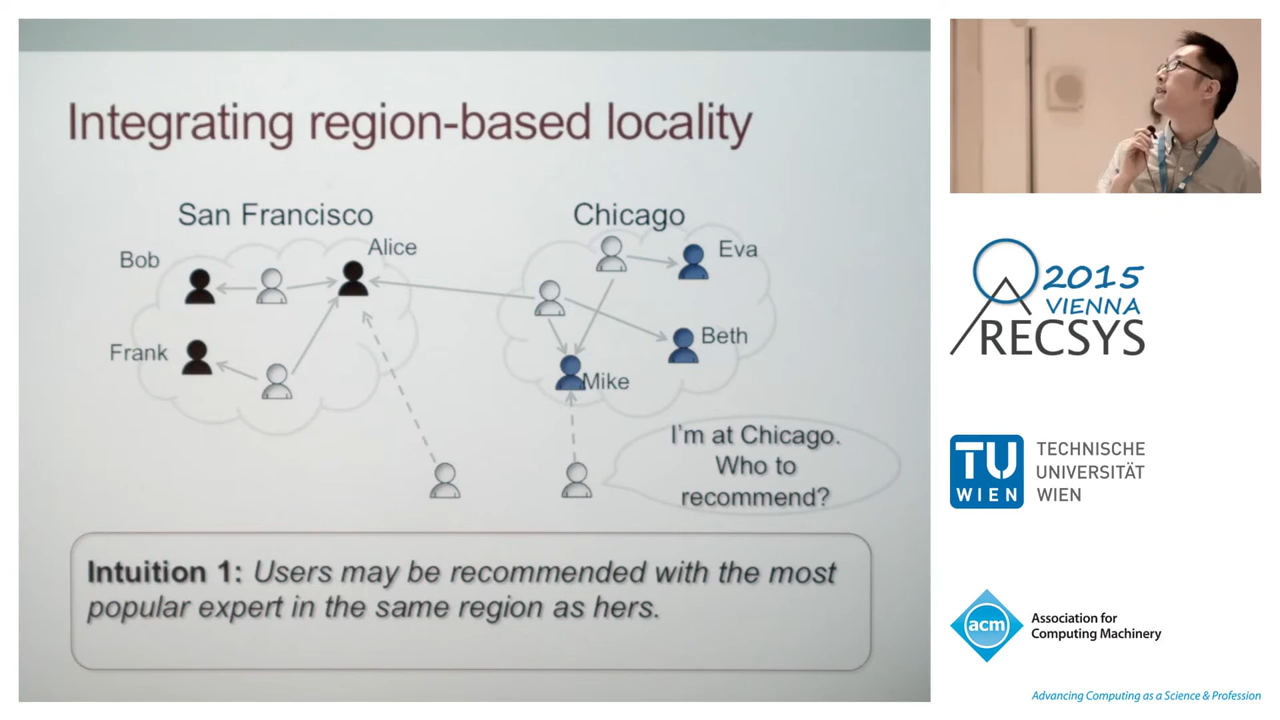 Integrating region-based locality
San Francisco
Chicago
Bob
Alice
Eva
Frank
Beth
Mike
I'm at Chicago.
Who to
recommend?
Intuition 1: Users may be recommended with the most
popular expert in the same region as hers.
2015
VIENNA
RECSYS
TU
WIEN
TECHNISCHE
UNIVERSITÄT
WIEN
acm
Association for
Computing Machinery
Advancing Computing as a Science & Profession